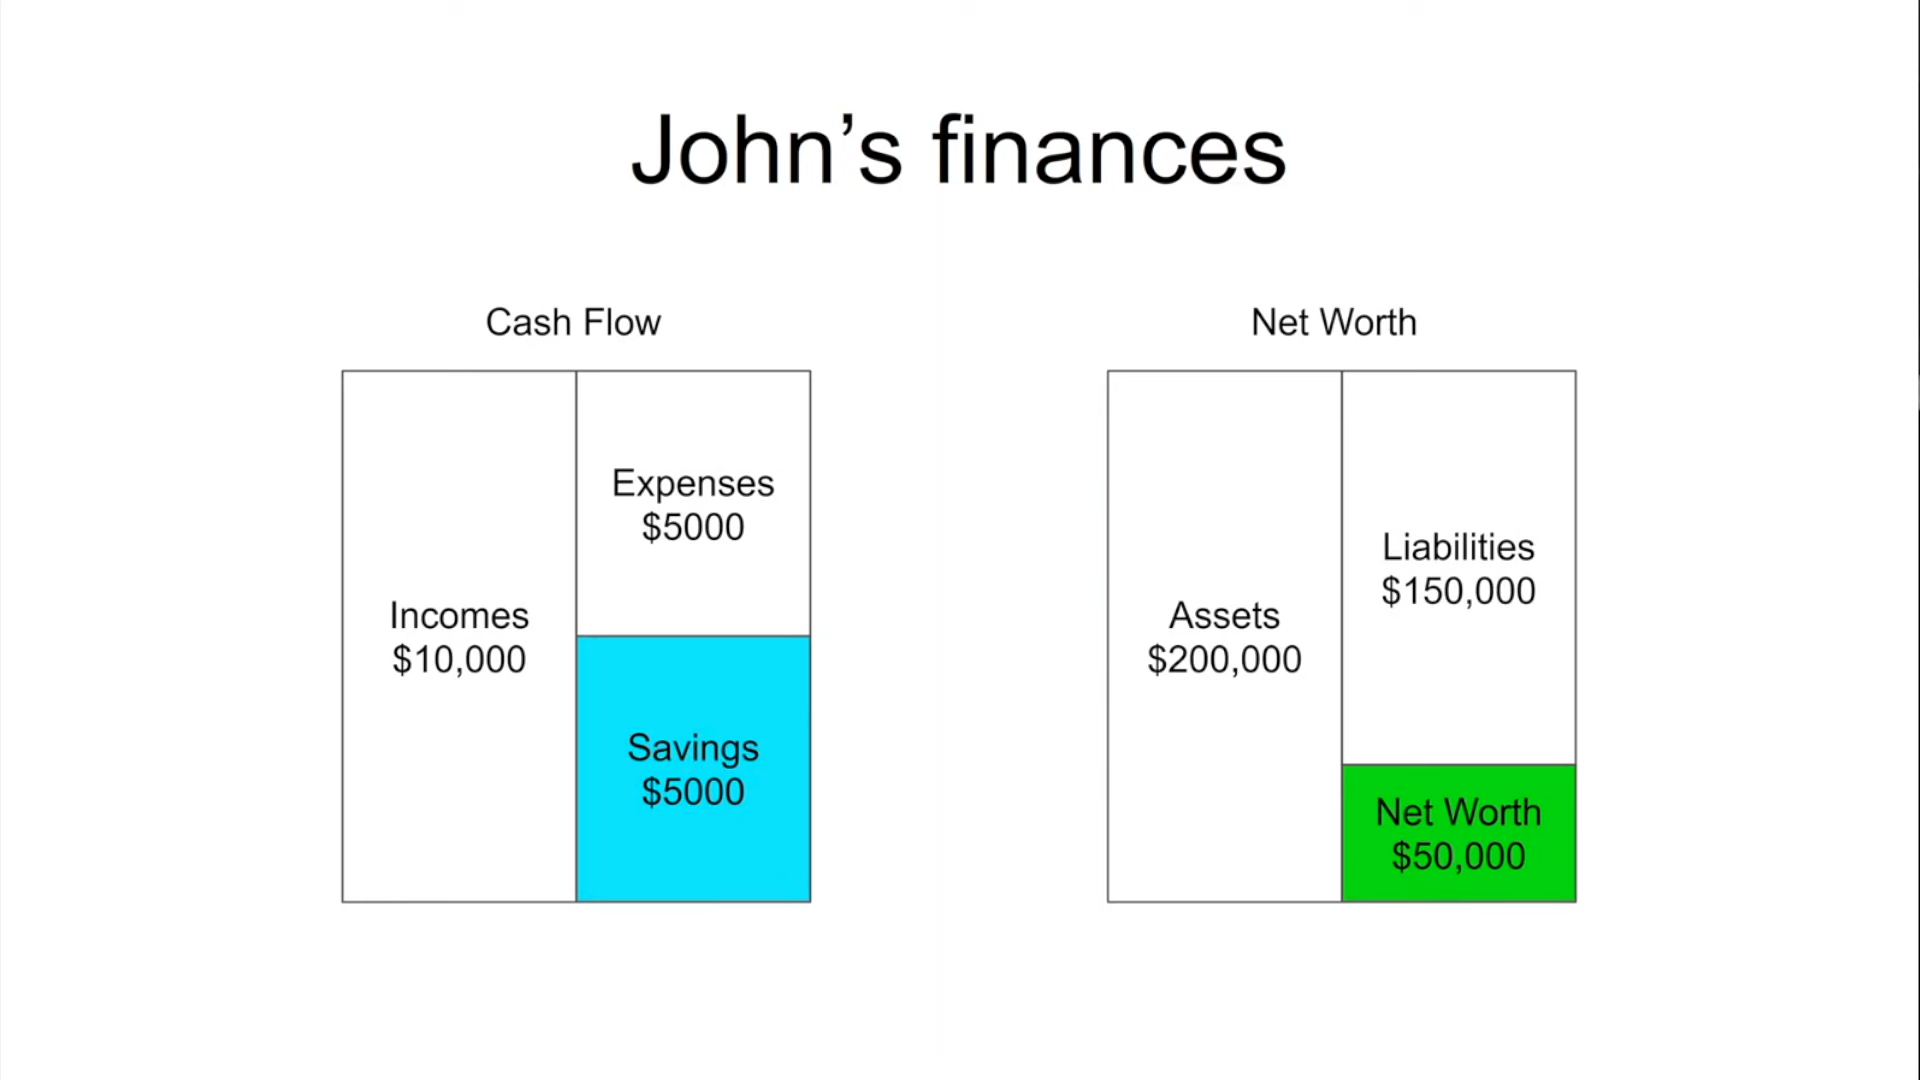 John’s finances
Cash Flow
Incomes
$10,000
Expenses
$5000
Savings
$5000
Net Worth
Assets
$200,000
Liabilities
$150,000
Net Worth
$50,000